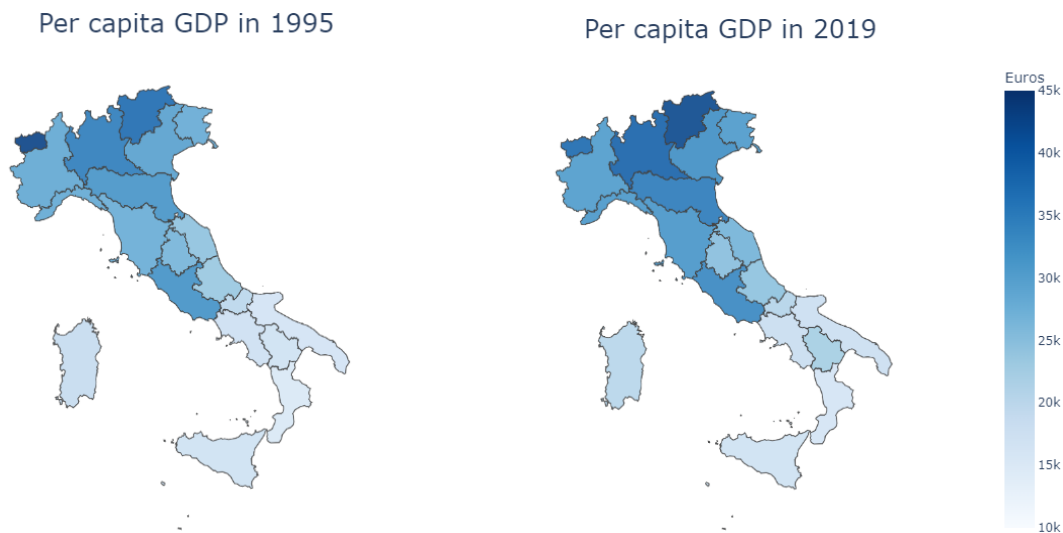 Per capita GDP in 1995
Per capita GDP in 2019
Euros
45k
40k
35k
30k
25k
20k
15k
10k